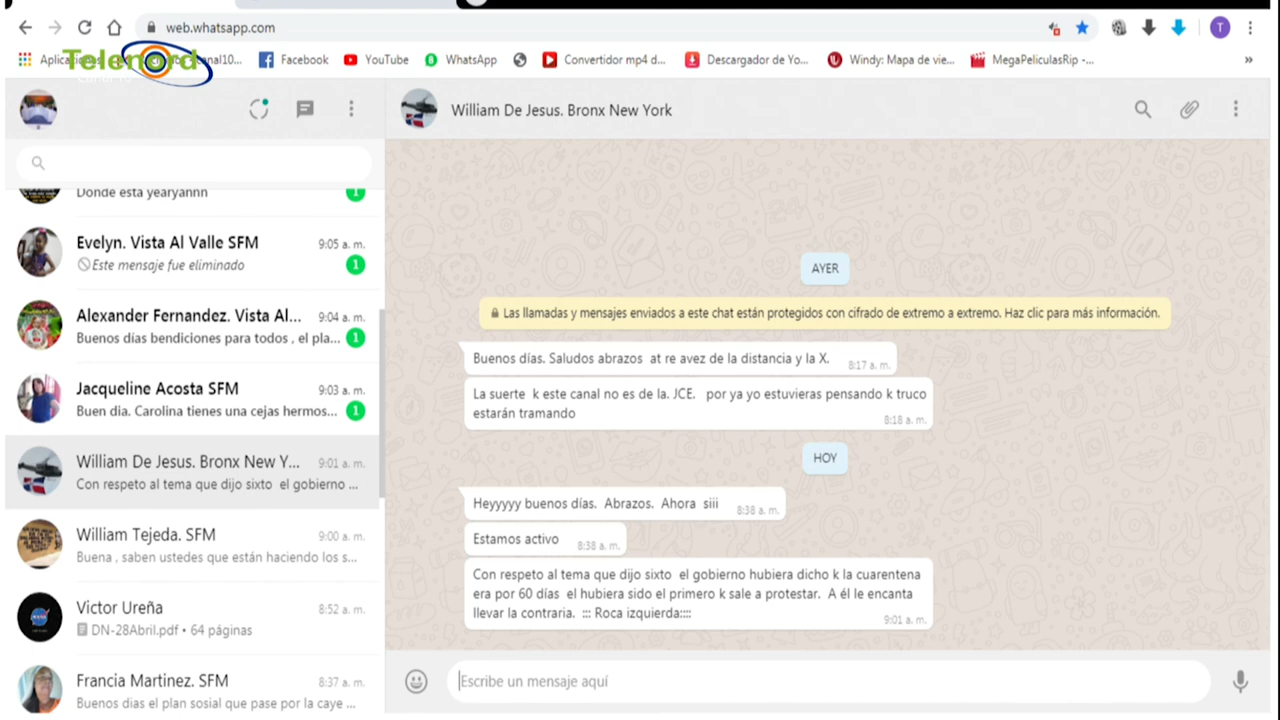 web.whatsapp.com
T
Telenord
Canal 10
Facebook
YouTube
WhatsApp
Convertidor mp4 d...
Descargador de Yo...
Windy: Mapa de vie...
MegaPeliculasRip -...
»
Donde esta yearyannn
1
Evelyn. Vista Al Valle SFM
9:05 a. m.
Este mensaje fue eliminado
1
Alexander Fernandez. Vista Al...
9:04 a. m.
Buenos días bendiciones para todos , el pla...
1
Jacqueline Acosta SFM
9:03 a. m.
Buen dia. Carolina tienes una cejas hermos...
1
William De Jesus. Bronx New Y...
9:01 a. m.
Con respeto al tema que dijo sixto el gobierno ...
William Tejeda. SFM
9:00 a. m.
Buena , saben ustedes que están haciendo los s...
Victor Ureña
8:52 a. m.
DN-28Abril.pdf • 64 páginas
Francia Martinez. SFM
8:37 a. m.
Buenos dias el plan sosial que pase por la caye ...
William De Jesus. Bronx New York
AYER
Las llamadas y mensajes enviados a este chat están protegidos con cifrado de extremo a extremo. Haz clic para más información.
Buenos días. Saludos abrazos at re avez de la distancia y la X.
8:17 a. m.
La suerte k este canal no es de la. JCE. por ya yo estuvieras pensando k truco
estarán tramando
8:18 a. m.
HOY
Heyyyyy buenos días. Abrazos. Ahora siii
8:38 a. m.
Estamos activo
8:38 a. m.
Con respeto al tema que dijo sixto el gobierno hubiera dicho k la cuarentena
era por 60 días el hubiera sido el primero k sale a protestar. A él le encanta
llevar la contraria. ::: Roca izquierda::::
9:01 a. m.
Escribe un mensaje aquí